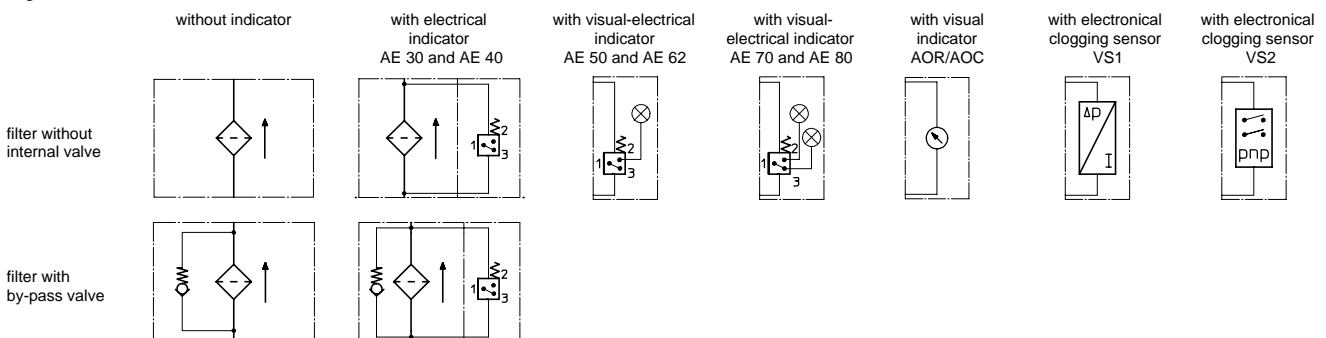 without indicator
with electrical
indicator
AE 30 and AE 40
with visual-electrical
indicator
AE 50 and AE 62
with visual-
electrical indicator
AE 70 and AE 80
with visual
indicator
AOR/AOC
with electronical
clogging sensor
VS1
with electronical
clogging sensor
VS2
filter without
internal valve
1
2
3
1
2
3
1
2
3
Δp
I
pnp
filter with
by-pass valve
1
2
3